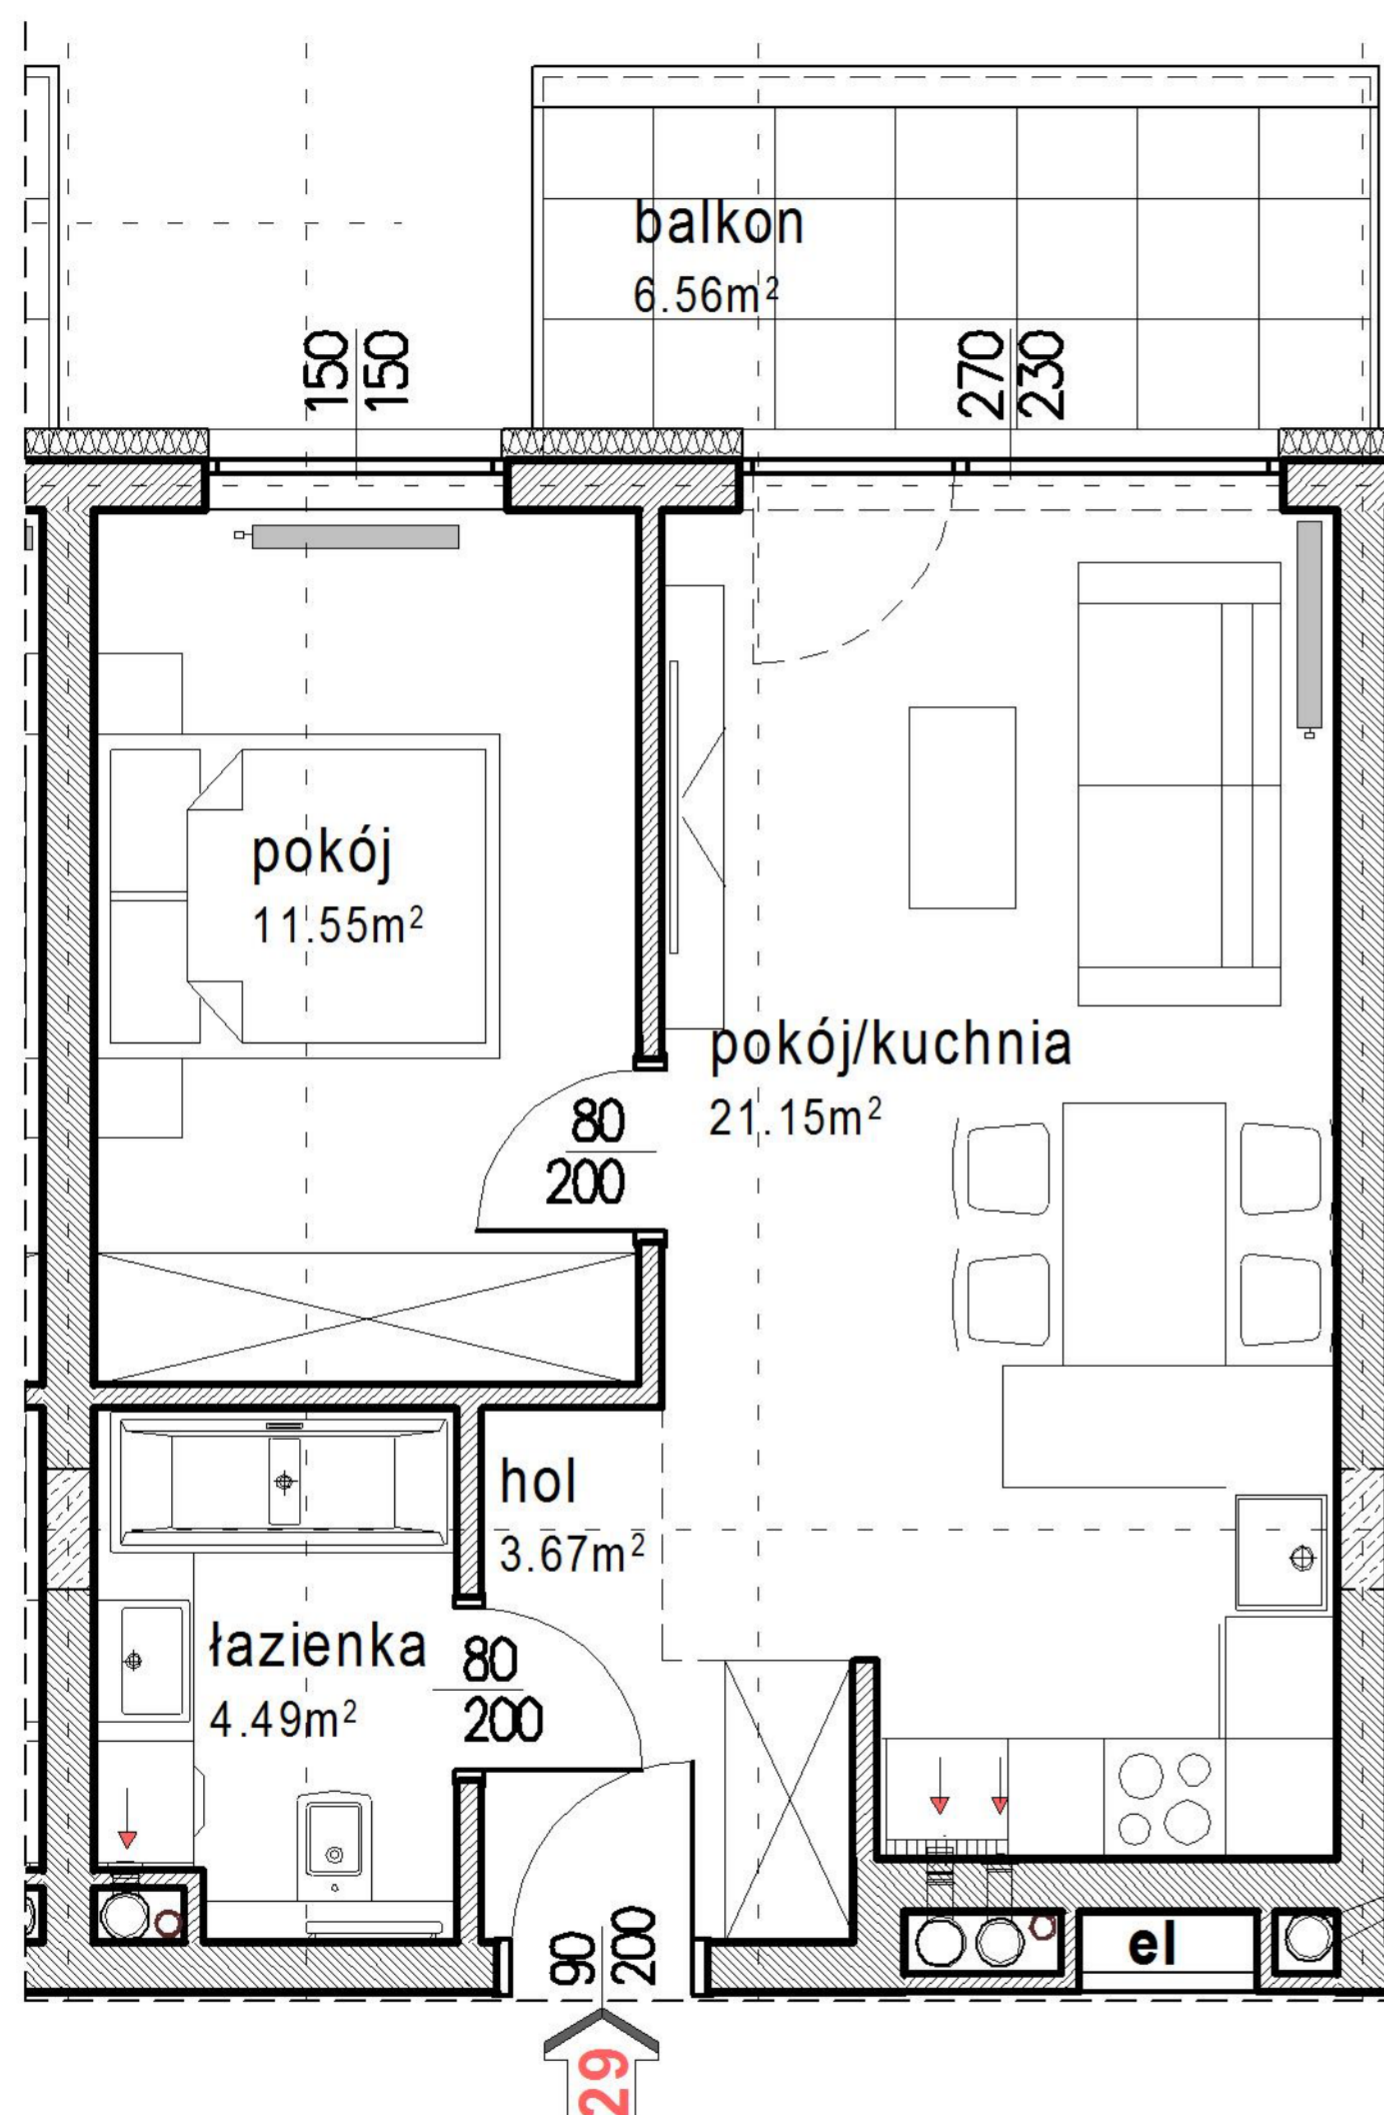 balkon
6.56m²
150
150
270
230
pokój
11.55m²
pokój/kuchnia
21.15m²
80
200
hol
3.67m²
łazienka
4.49m²
80
200
90
200
el
29